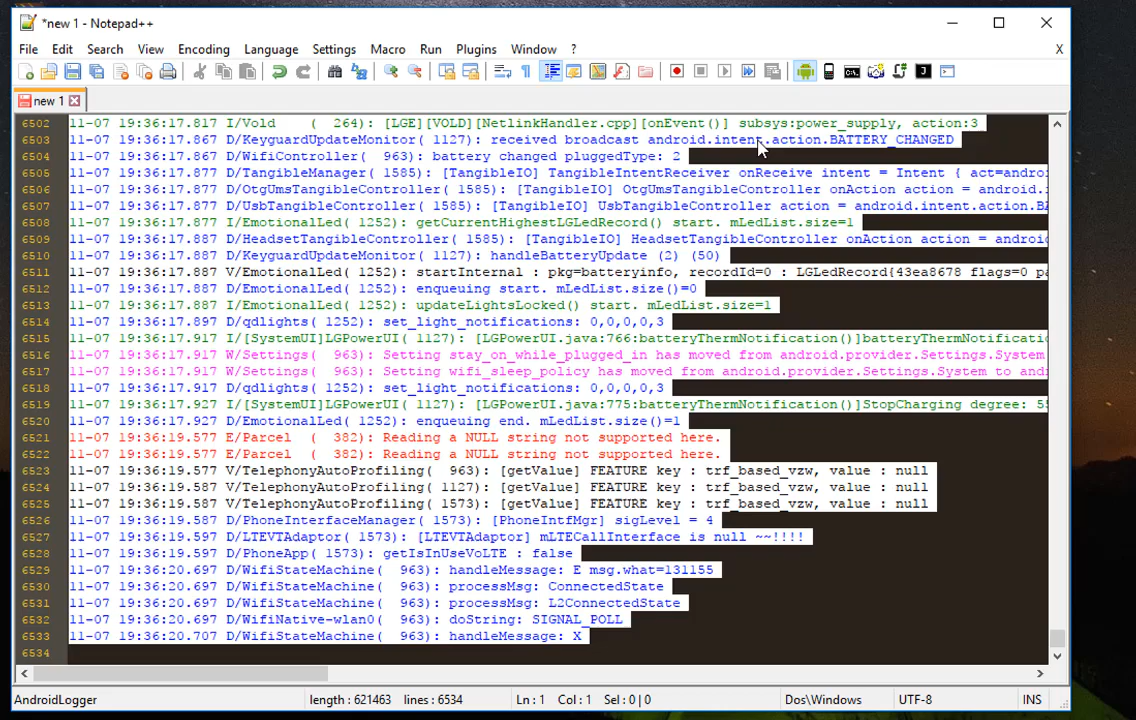 *new 1 - Notepad++
File Edit Search View Encoding Language Settings Macro Run Plugins Window ? X
new 1
6502 11-07 19:36:17.817 I/Vold    ( 264): [LGE][VOLD][NetlinkHandler.cpp][onEvent()] subsys:power_supply, action:3
6503 11-07 19:36:17.837 D/KeyguardUpdateMonitor( 1127): received broadcast android.intent.action.BATTERY_CHANGED
6504 11-07 19:36:17.837 D/WifiController(  963): battery changed pluggedType: 2
6505 11-07 19:36:17.877 D/TangibleManager( 1585): [TangibleIO] TangibleIntentReceiver onReceive intent = Intent { act=androi
6506 11-07 19:36:17.877 D/OtgUmsTangibleController( 1585): [TangibleIO] OtgUmsTangibleController onAction action = android.
6507 11-07 19:36:17.877 D/UsbTangibleController( 1585): [TangibleIO] UsbTangibleController action = android.intent.action.BA
6508 11-07 19:36:17.877 I/EmotionalLed( 1252): getCurrentHighestLGLedRecord() start. mLedList.size=1
6509 11-07 19:36:17.887 D/HeadsetTangibleController( 1585): [TangibleIO] HeadsetTangibleController onAction action = android
6510 11-07 19:36:17.887 D/KeyguardUpdateMonitor( 1127): handleBatteryUpdate (2) (50)
6511 11-07 19:36:17.887 V/EmotionalLed( 1252): startInternal : pkg=batteryinfo, recordId=0 : LGLedRecord{43ea8678 flags=0 pa
6512 11-07 19:36:17.887 D/EmotionalLed( 1252): enqueuing start. mLedList.size()=0
6513 11-07 19:36:17.887 I/EmotionalLed( 1252): updateLightsLocked() start. mLedList.size=1
6514 11-07 19:36:17.897 D/qdlights( 1252): set_light_notifications: 0,0,0,0,3
6515 11-07 19:36:17.917 I/[SystemUI]LGPowerUI( 1127): [LGPowerUI.java:766:batteryThermNotification()]batteryThermNotificatio
6516 11-07 19:36:17.917 W/Settings(  963): Setting stay_on_while_plugged_in has moved from android.provider.Settings.System
6517 11-07 19:36:17.917 W/Settings(  963): Setting wifi_sleep_policy has moved from android.provider.Settings.System to andr
6518 11-07 19:36:17.917 D/qdlights( 1252): set_light_notifications: 0,0,0,0,3
6519 11-07 19:36:17.927 I/[SystemUI]LGPowerUI( 1127): [LGPowerUI.java:775:batteryThermNotification()]StopCharging degree: 55
6520 11-07 19:36:17.927 D/EmotionalLed( 1252): enqueuing end. mLedList.size()=1
6521 11-07 19:36:19.577 E/Parcel  (  382): Reading a NULL string not supported here.
6522 11-07 19:36:19.577 E/Parcel  (  382): Reading a NULL string not supported here.
6523 11-07 19:36:19.577 V/TelephonyAutoProfiling(  963): [getValue] FEATURE key : trf_based_vzw, value : null
6524 11-07 19:36:19.587 V/TelephonyAutoProfiling( 1127): [getValue] FEATURE key : trf_based_vzw, value : null
6525 11-07 19:36:19.577 V/TelephonyAutoProfiling( 1573): [getValue] FEATURE key : trf_based_vzw, value : null
6526 11-07 19:36:19.587 D/PhoneInterfaceManager( 1573): [PhoneIntfMgr] sigLevel = 4
6527 11-07 19:36:19.597 D/LTEVTAdaptor( 1573): [LTEVTAdaptor] mLTECallInterface is null ~~!!!!
6528 11-07 19:36:19.597 D/PhoneApp( 1573): getIsInUseVoLTE : false
6529 11-07 19:36:20.697 D/WifiStateMachine(  963): handleMessage: E msg.what=131155
6530 11-07 19:36:20.697 D/WifiStateMachine(  963): processMsg: ConnectedState
6531 11-07 19:36:20.697 D/WifiStateMachine(  963): processMsg: L2ConnectedState
6532 11-07 19:36:20.697 D/WifiNative-wlan0(  963): doString: SIGNAL_POLL
6533 11-07 19:36:20.707 D/WifiStateMachine(  963): handleMessage: X
6534
AndroidLogger length : 621463 lines : 6534 Ln : 1 Col : 1 Sel : 0 | 0 Dos\Windows UTF-8 INS